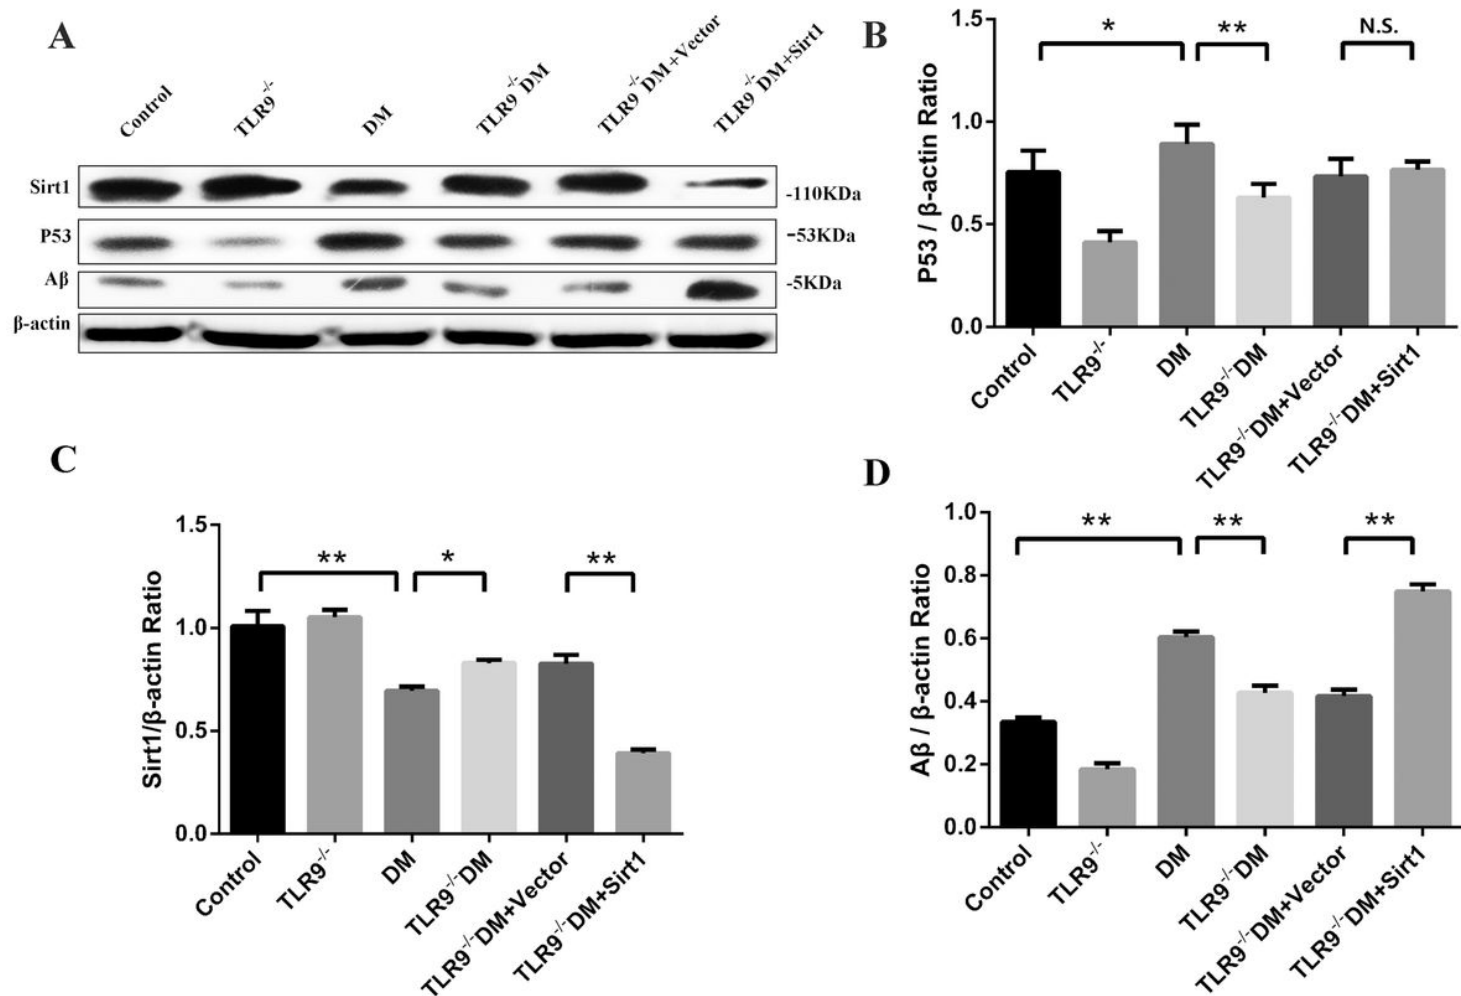 A
Control
TLR9-/-
DM
TLR9-/-DM
TLR9-/-DM+Vector
TLR9-/-DM+Sirt1
Sirt1
-110KDa
P53
-53KDa
Aβ
-5KDa
β-actin
B
P53 / β-actin Ratio
1.5
1.0
0.5
0.0
*
**
N.S.
Control
TLR9-/-
DM
TLR9-/-DM
TLR9-/-DM+Vector
TLR9-/-DM+Sirt1
C
Sirt1/β-actin Ratio
1.5
1.0
0.5
0.0
**
*
**
Control
TLR9-/-
DM
TLR9-/-DM
TLR9-/-DM+Vector
TLR9-/-DM+Sirt1
D
Aβ / β-actin Ratio
1.0
0.8
0.6
0.4
0.2
0.0
**
**
**
Control
TLR9-/-
DM
TLR9-/-DM
TLR9-/-DM+Vector
TLR9-/-DM+Sirt1